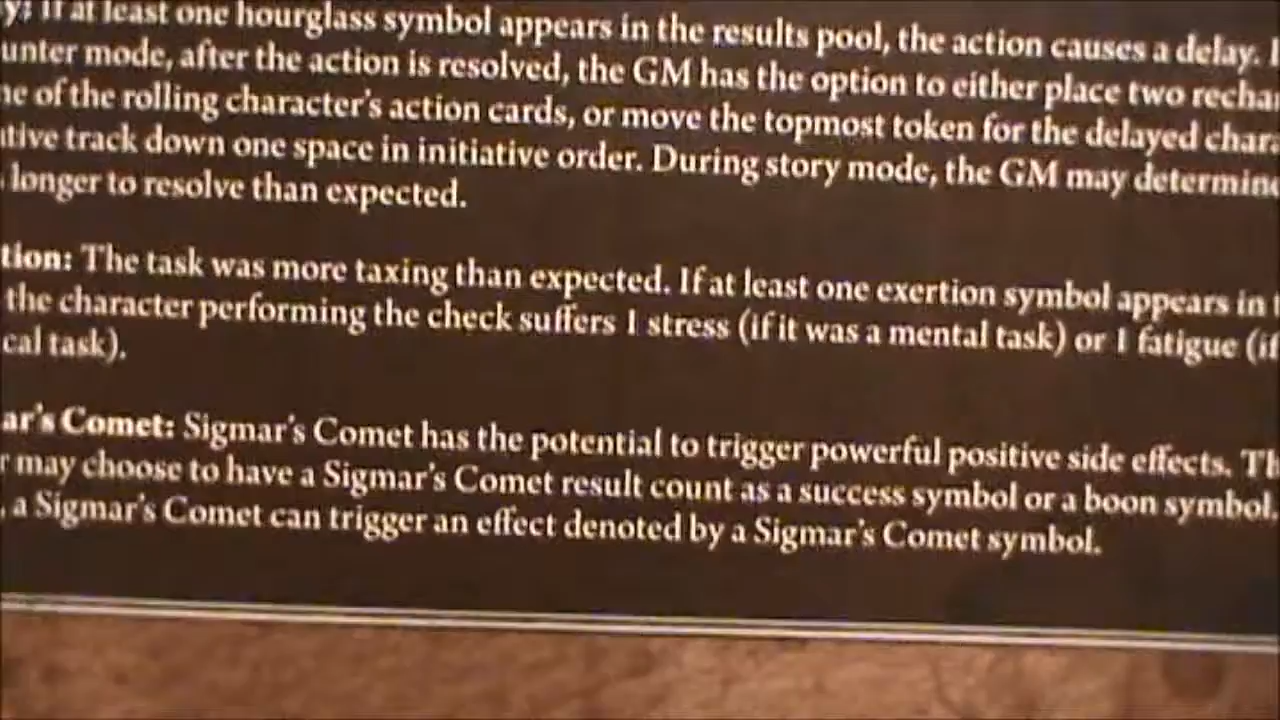 y: If at least one hourglass symbol appears in the results pool, the action causes a delay.
unter mode, after the action is resolved, the GM has the option to either place two rechar
ne of the rolling character's action cards, or move the topmost token for the delayed chara
tive track down one space in initiative order. During story mode, the GM may determine
longer to resolve than expected.
tion: The task was more taxing than expected. If at least one exertion symbol appears in t
the character performing the check suffers 1 stress (if it was a mental task) or 1 fatigue (if
cal task).
ar's Comet: Sigmar's Comet has the potential to trigger powerful positive side effects. Th
r may choose to have a Sigmar's Comet result count as a success symbol or a boon symbol.
, a Sigmar's Comet can trigger an effect denoted by a Sigmar's Comet symbol.